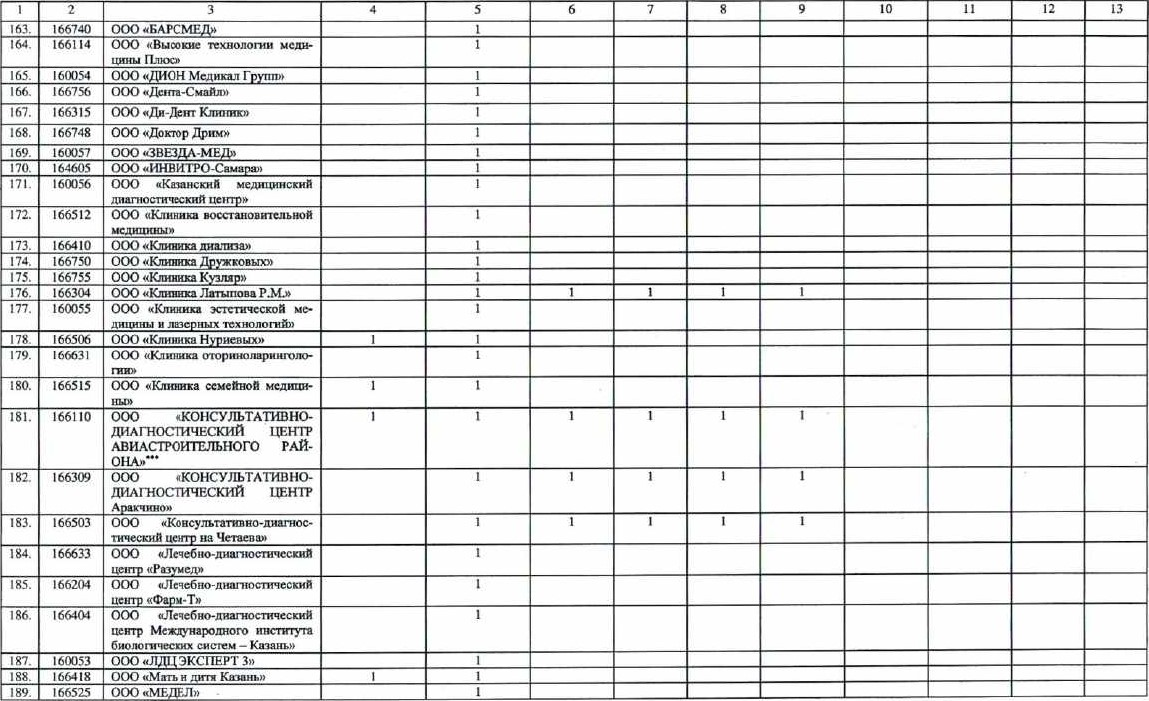 1 2 3 4 5 6 7 8 9 10 11 12 13
163. 166740 ООО «БАРСМЕД» 1
164. 166114 ООО «Высокие технологии меди- 1
цины Плюс»
165. 160054 ООО «ДИОН Медикал Групп» 1
166. 166756 ООО «Дента-Смайл» 1
167. 166315 ООО «Ди-Дент Клиник» 1
168. 166748 ООО «Доктор Дрим» 1
169. 160057 ООО «ЗВЕЗДА-МЕД» 1
170. 164605 ООО «ИНВИТРО-Самара» 1
171. 160056 ООО «Казанский медицинский 1
диагностический центр»
172. 166512 ООО «Клиника восстановительной 1
медицины»
173. 166410 ООО «Клиника диализа» 1
174. 166750 ООО «Клиника Дружковых» 1
175. 166755 ООО «Клиника Кузляр» 1
176. 166304 ООО «Клиника Латыпова Р.М.» 1 1 1 1 1
177. 160055 ООО «Клиника эстетической ме- 1
дицины и лазерных технологий»
178. 166506 ООО «Клиника Нуриевых» 1 1
179. 166631 ООО «Клиника оториноларинголо- 1
гии»
180. 166515 ООО «Клиника семейной медици- 1 1
ны»
181. 166110 ООО «КОНСУЛЬТАТИВНО- 1 1 1 1 1 1
ДИАГНОСТИЧЕСКИЙ ЦЕНТР
АВИАСТРОИТЕЛЬНОГО РАЙ-
ОНА»***
182. 166309 ООО «КОНСУЛЬТАТИВНО- 1 1 1 1 1
ДИАГНОСТИЧЕСКИЙ ЦЕНТР
Аракчино»
183. 166503 ООО «Консультативно-диагнос- 1 1 1 1 1
тический центр на Четаева»
184. 166633 ООО «Лечебно-диагностический 1
центр «Разумед»
185. 166204 ООО «Лечебно-диагностический 1
центр «Фарм-Т»
186. 166404 ООО «Лечебно-диагностический 1
центр Международного института
биологических систем – Казань»
187. 160053 ООО «ЛДЦ ЭКСПЕРТ 3» 1
188. 166418 ООО «Мать и дитя Казань» 1 1
189. 166525 ООО «МЕДЕЛ» 1